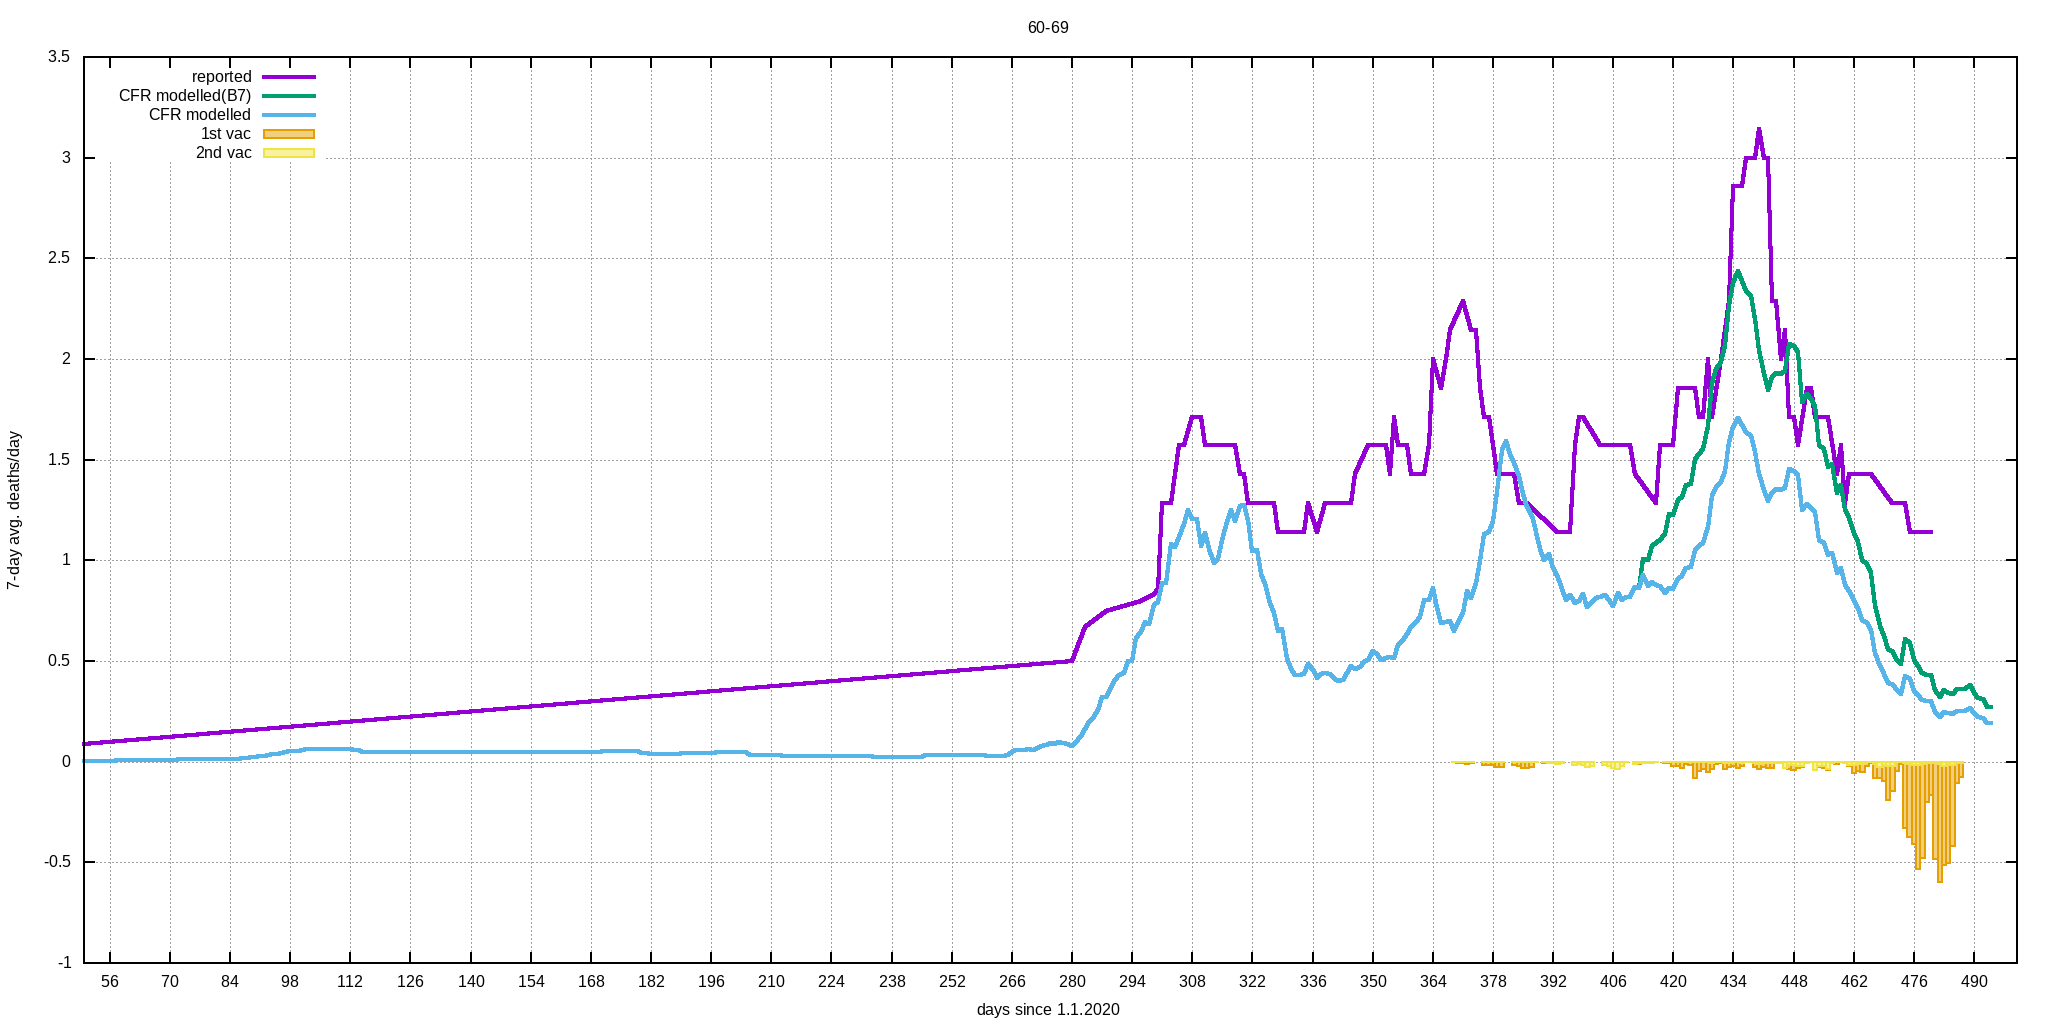 60-69
3.5
3
2.5
2
1.5
1
0.5
0
-0.5
-1
reported
CFR modelled(B7)
CFR modelled
1st vac
2nd vac
7-day avg. deaths/day
56 70 84 98 112 126 140 154 168 182 196 210 224 238 252 266 280 294 308 322 336 350 364 378 392 406 420 434 448 462 476 490
days since 1.1.2020